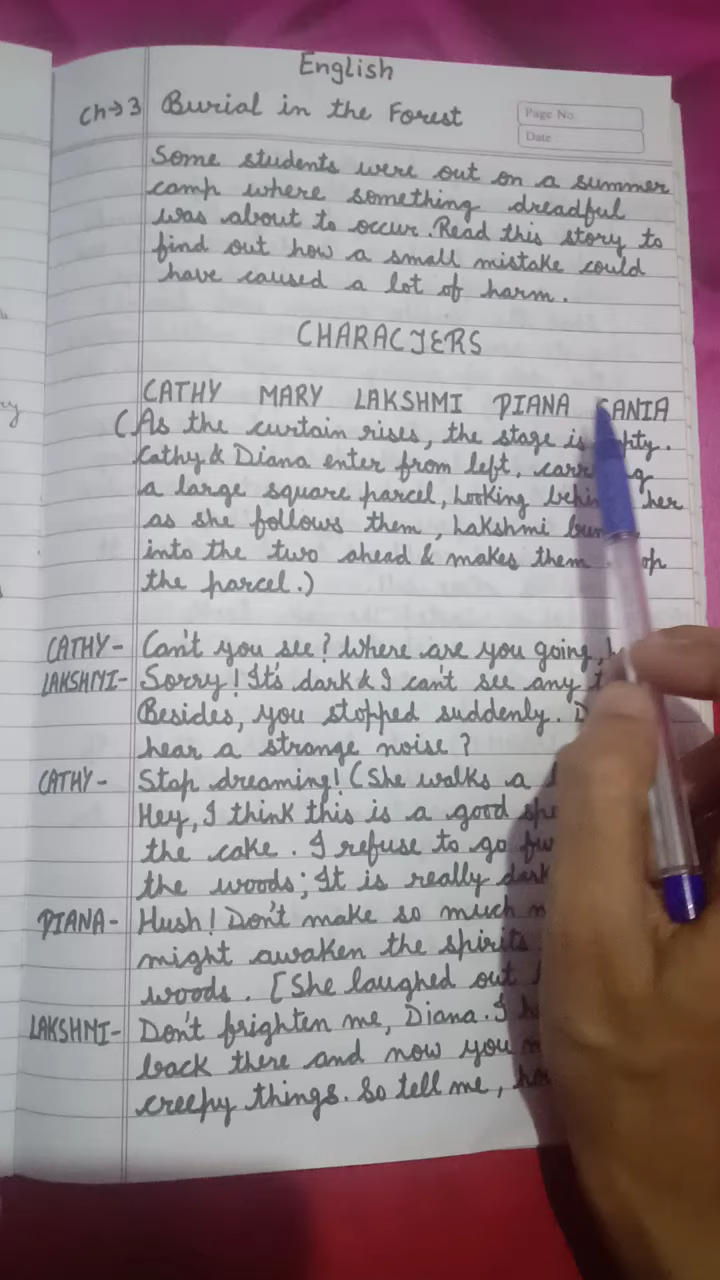 English
Ch→3 Burial in the Forest
Page No.
Date
Some students were out on a summer
camp where something dreadful
was about to occur. Read this story to
find out how a small mistake could
have caused a lot of harm.
CHARACTERS
CATHY MARY LAKSHMI DIANA SANIA
(As the curtain rises, the stage is
Cathy & Diana enter from left,
a large square parcel, Looking her
as she follows them, Lakshmi
into the two ahead & makes them
the parcel.)
CATHY- Can't you see? Where are you going,
LAKSHMI- Sorry! It's dark & I can't see any
Besides, you stopped suddenly.
hear a strange noise?
CATHY- Stop dreaming! (She walks a
Hey, I think this is a good
the cake. I refuse to go
the woods; It is really dark
DIANA- Hush! Don't make so much
might awaken the spirits
woods. [She laughed out
LAKSHMI- Don't frighten me, Diana. I
back there and now you
creepy things. So tell me,